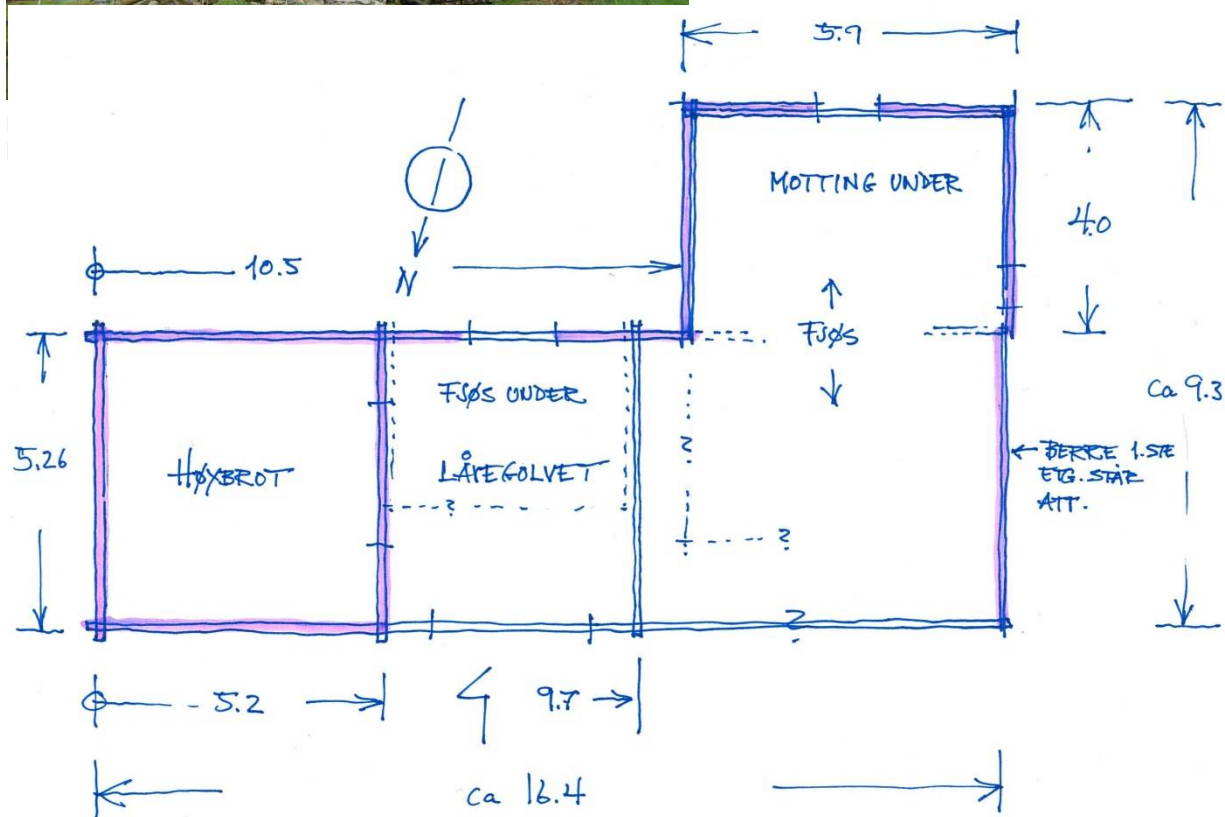 5.9
MOTTING UNDER
4.0
10.5
N
FJØS
ca 9.3
FJØS UNDER
5.26
HØYBROT
LÅVEGOLVET
?
?
?
← BERRE 1.STE
ETG. STÅR
ATT.
?
5.2
9.7
ca 16.4